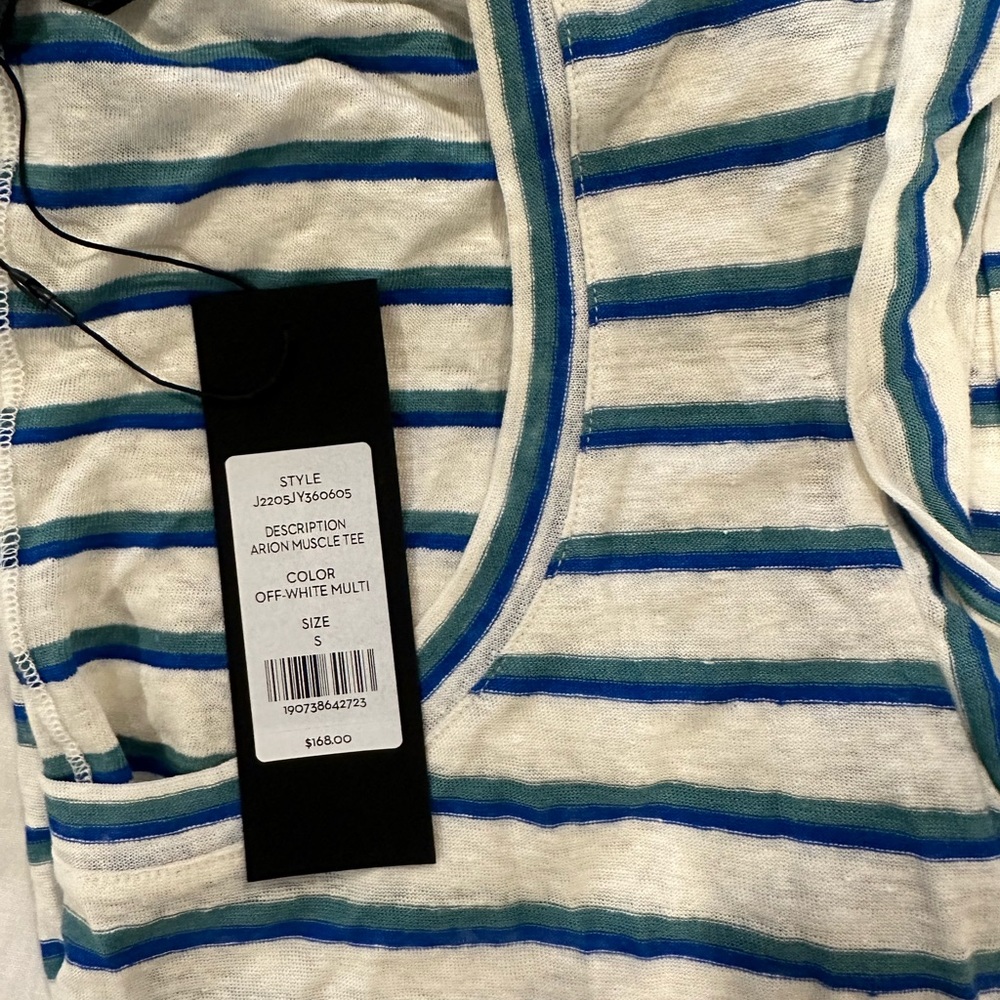 STYLE
J2205JY360605
DESCRIPTION
ARION MUSCLE TEE
COLOR
OFF-WHITE MULTI
SIZE
S
190738642723
$168.00